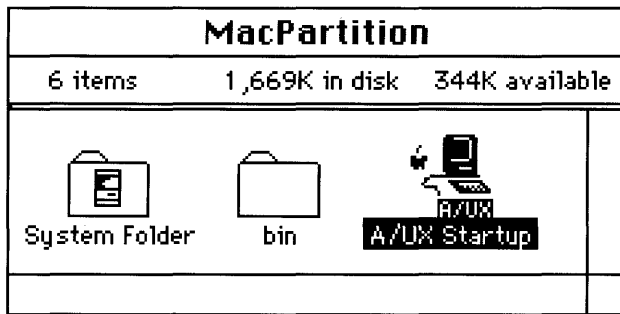 MacPartition
6 items 1,669K in disk 344K available
A/UX
System Folder bin A/UX Startup